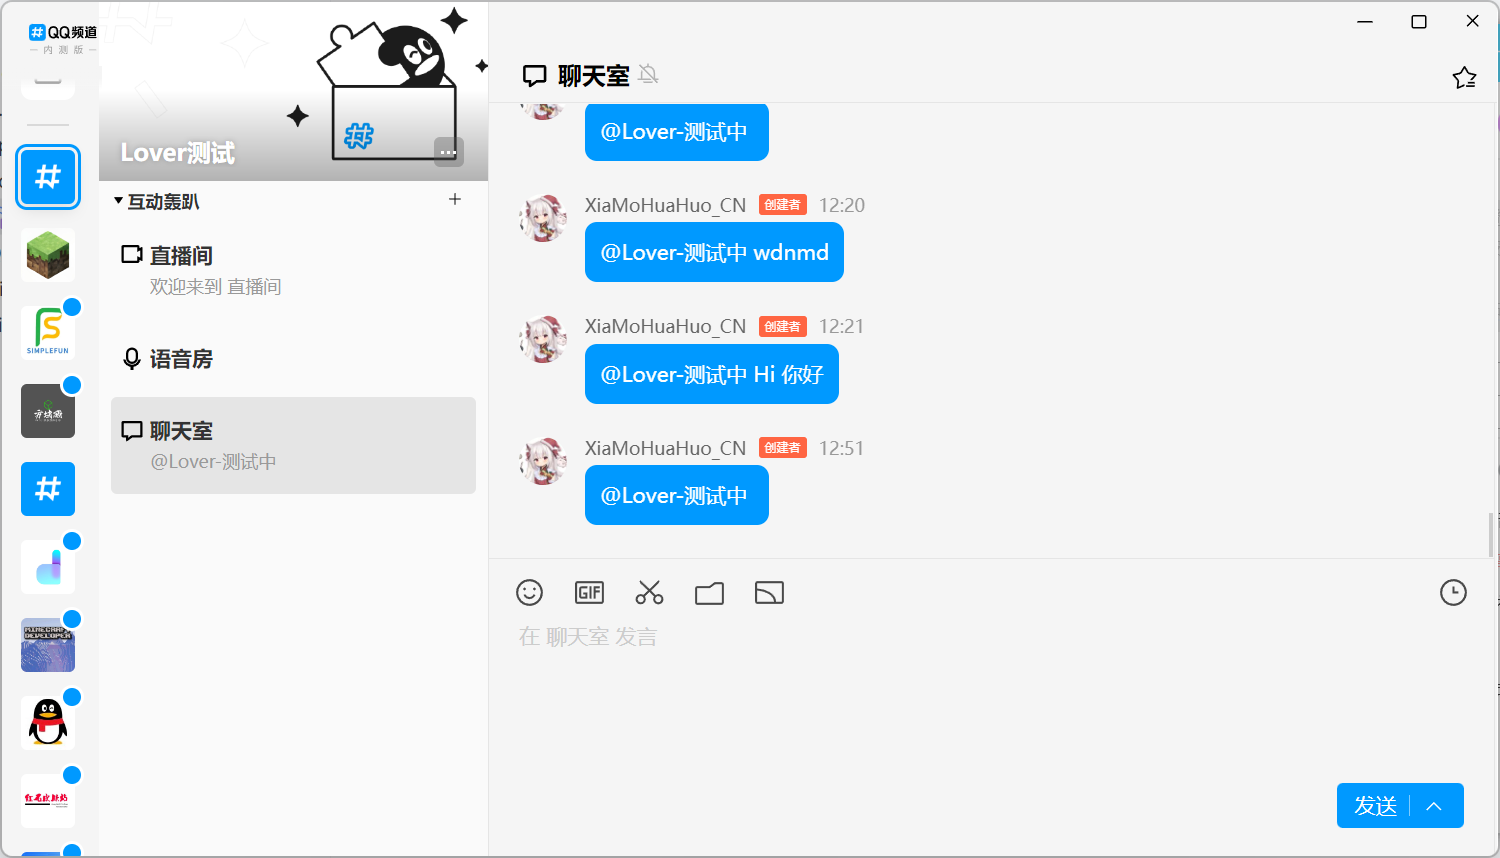 QQ频道
内测版
SIMPLEFUN
MINECRAFT
DEVELOPER
Lover测试
互动轰趴
直播间
欢迎来到 直播间
语音房
聊天室
@Lover-测试中
聊天室
@Lover-测试中
XiaMoHuaHuo_CN 创建者 12:20
@Lover-测试中 wdnmd
XiaMoHuaHuo_CN 创建者 12:21
@Lover-测试中 Hi 你好
XiaMoHuaHuo_CN 创建者 12:51
@Lover-测试中
GIF
在 聊天室 发言
发送